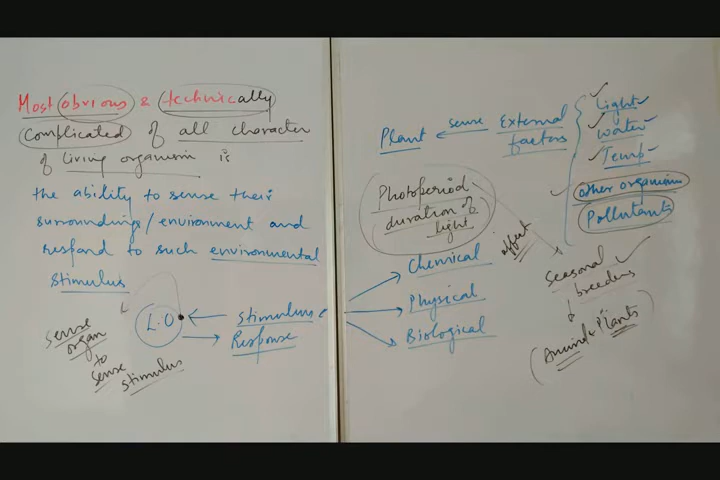 Most obvious & technically
Complicated of all character
of living organism is
the ability to sense their
surroundings/environment and
respond to such environmental
stimulus
L.O
stimulus
Response
sense
organ
to
sense
stimulus
Plant sense External
factors
Light
Water
Temp
other organism
Pollutants
Photoperiod
duration of
light
affect
Seasonal
breeders
Chemical
Physical
Biological
(Animal & Plants)